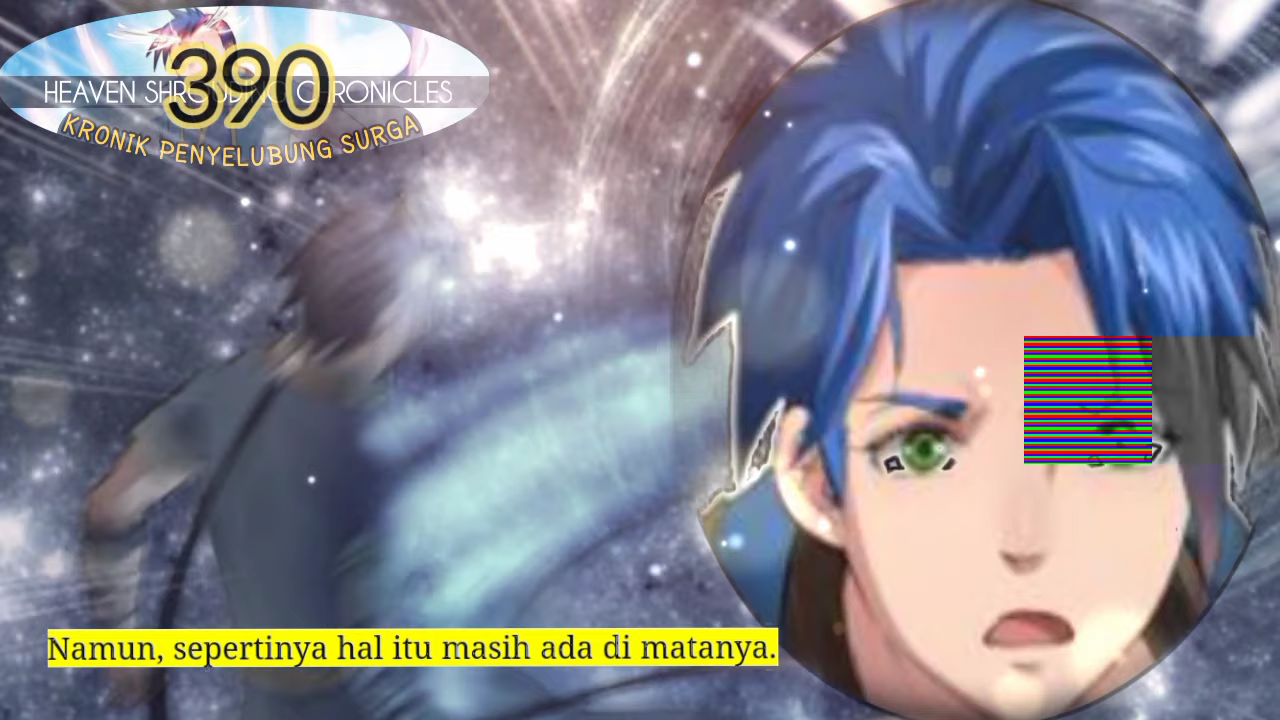 390
HEAVEN SHROUDING CHRONICLES
KRONIK PENYELUBUNG SURGA
Namun, sepertinya hal itu masih ada di matanya.